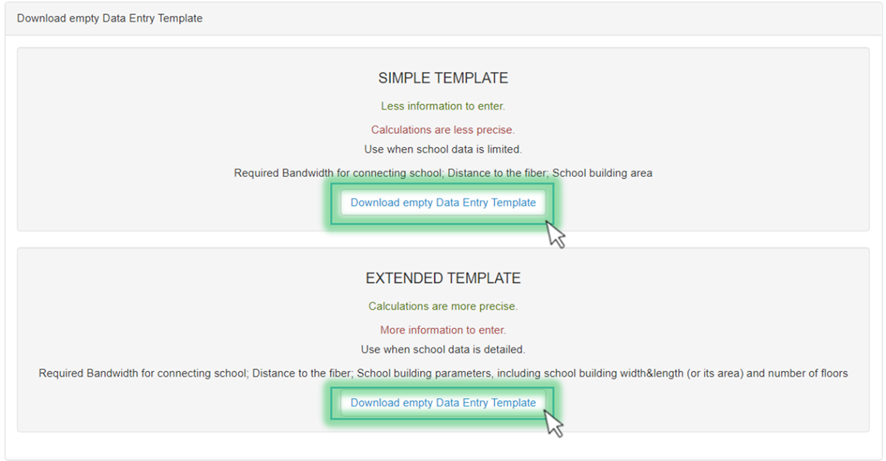 Download empty Data Entry Template
SIMPLE TEMPLATE
Less information to enter.
Calculations are less precise.
Use when school data is limited.
Required Bandwidth for connecting school; Distance to the fiber; School building area
Download empty Data Entry Template
EXTENDED TEMPLATE
Calculations are more precise.
More information to enter.
Use when school data is detailed.
Required Bandwidth for connecting school; Distance to the fiber; School building parameters, including school building width&length (or its area) and number of floors
Download empty Data Entry Template